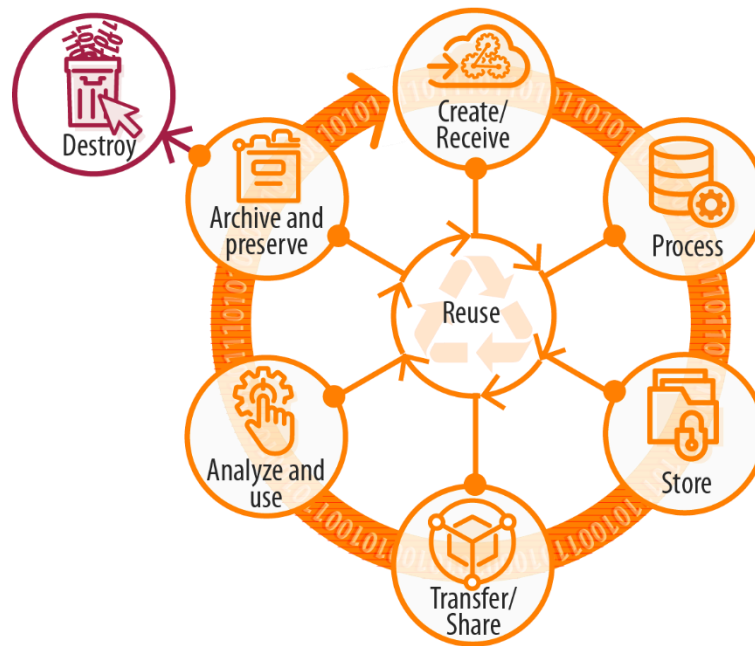 Create/
Receive
Process
Store
Transfer/
Share
Analyze and
use
Archive and
preserve
Destroy
Reuse